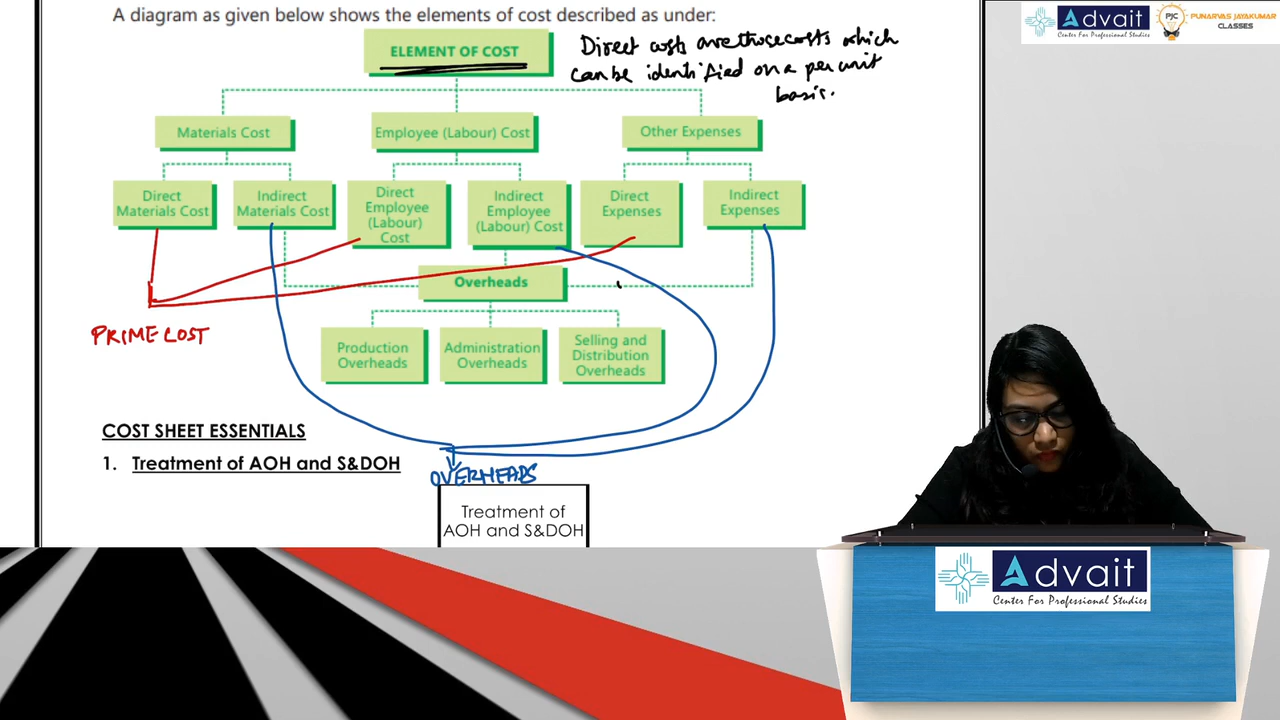 A diagram as given below shows the elements of cost described as under:
Advait
Center For Professional Studies
PJC
PUNARVAS JAYAKUMAR
CLASSES
ELEMENT OF COST
Direct costs are those costs which
can be identified on a per unit
basis.
Materials Cost
Employee (Labour) Cost
Other Expenses
Direct
Materials Cost
Indirect
Materials Cost
Direct
Employee
(Labour)
Cost
Indirect
Employee
(Labour) Cost
Direct
Expenses
Indirect
Expenses
Overheads
PRIME COST
Production
Overheads
Administration
Overheads
Selling and
Distribution
Overheads
COST SHEET ESSENTIALS
1. Treatment of AOH and S&DOH
OVERHEADS
Treatment of
AOH and S&DOH
Advait
Center For Professional Studies